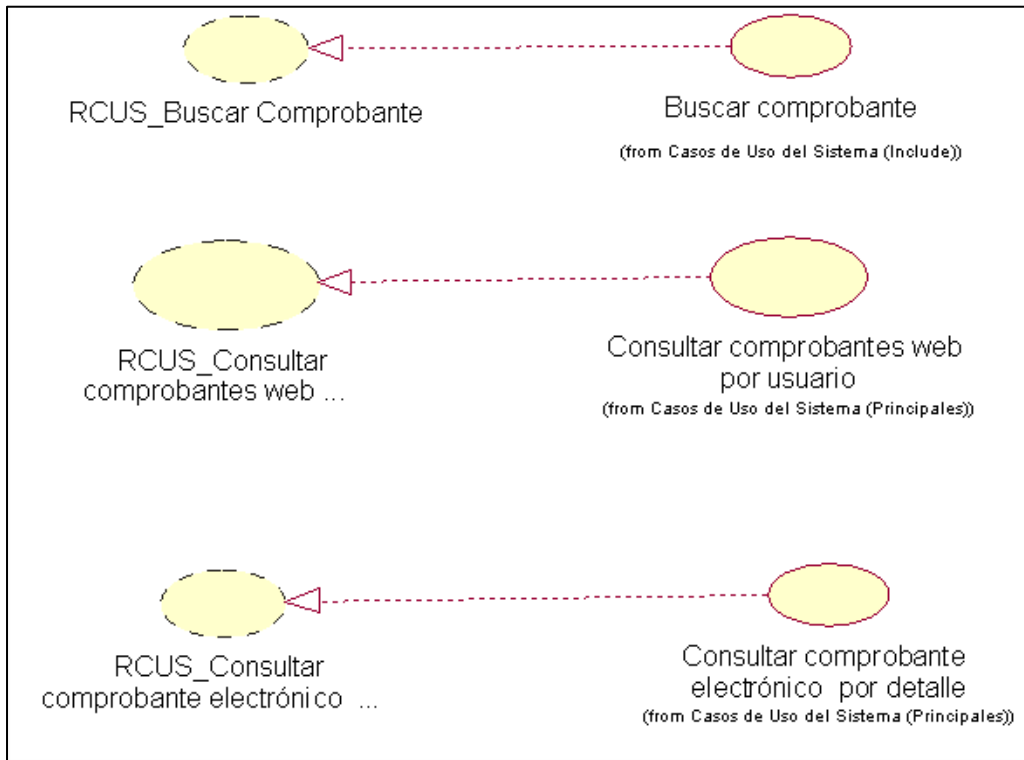 RCUS_Buscar Comprobante
Buscar comprobante
(from Casos de Uso del Sistema (Include))
RCUS_Consultar
comprobantes web ...
Consultar comprobantes web
por usuario
(from Casos de Uso del Sistema (Principales))
RCUS_Consultar
comprobante electrónico ...
Consultar comprobante
electrónico por detalle
(from Casos de Uso del Sistema (Principales))